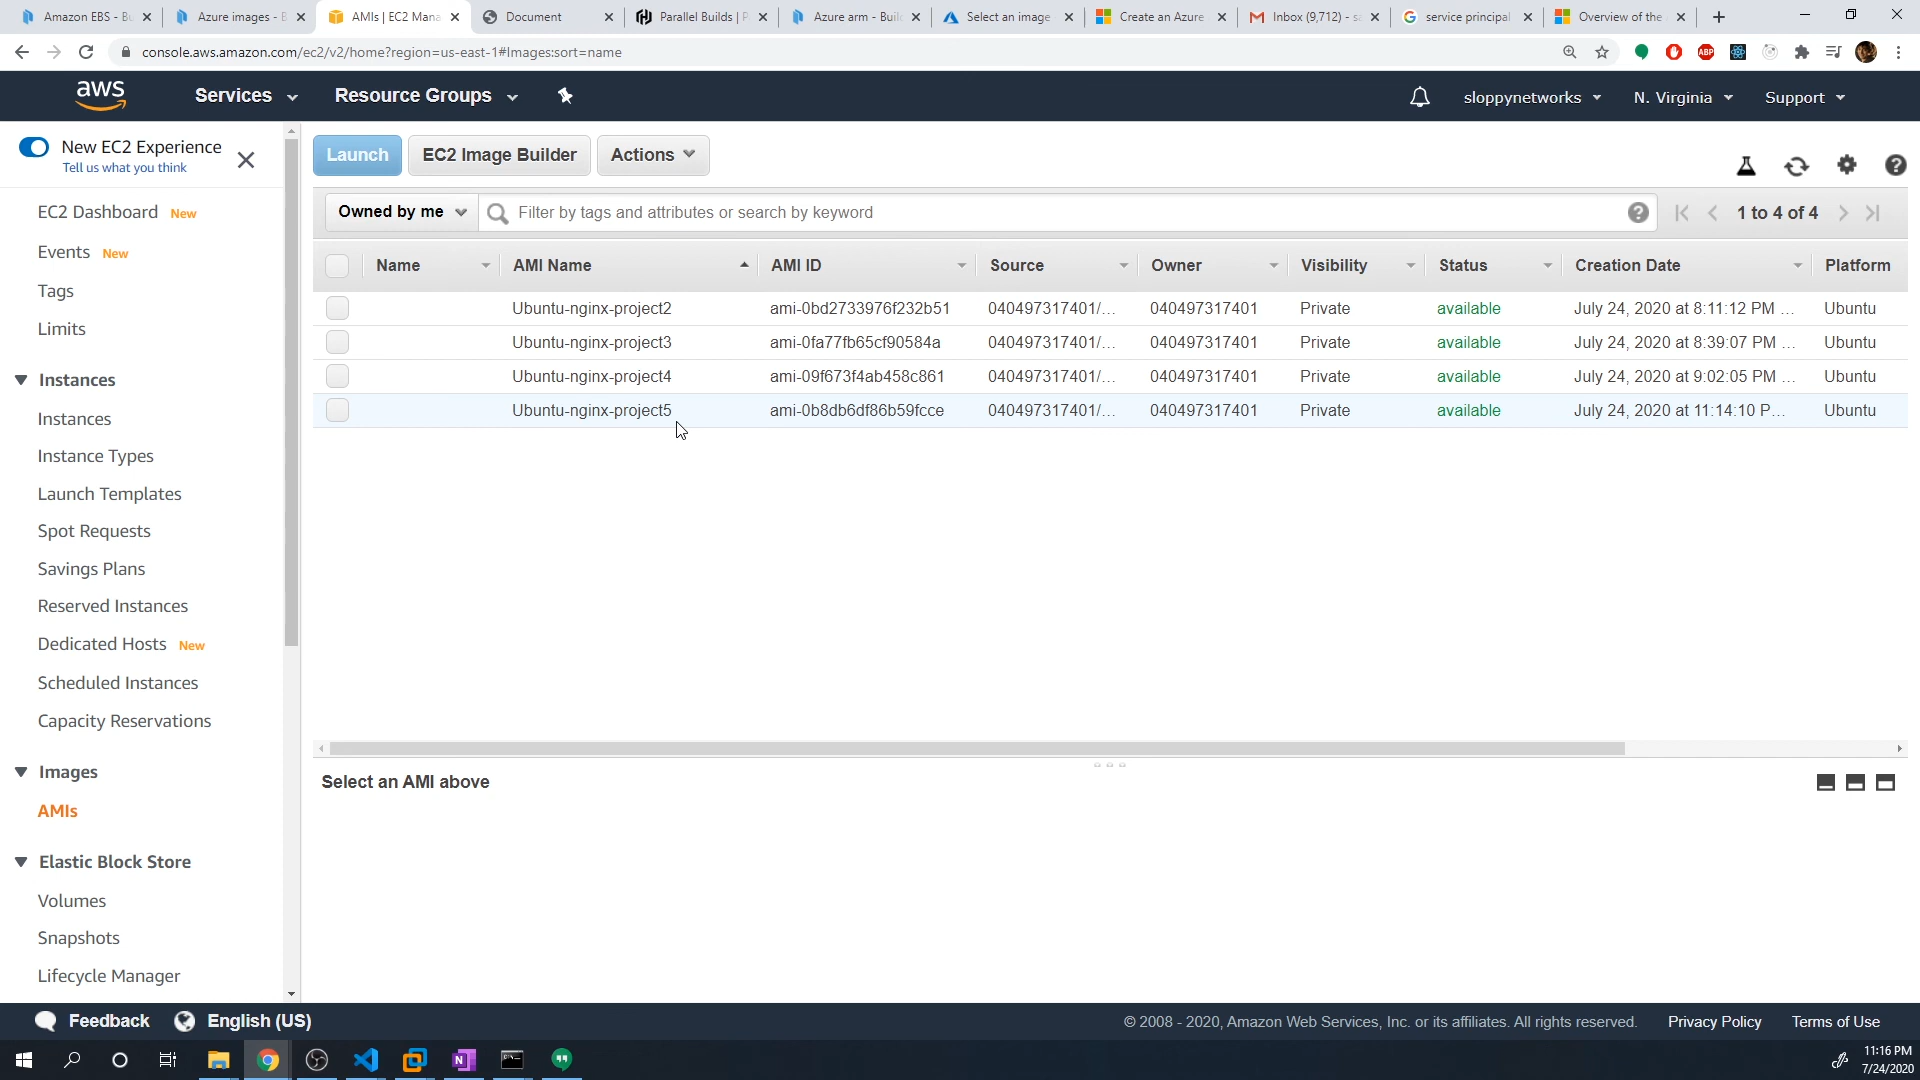 Amazon EBS - Bu
Azure images - B
AMIs | EC2 Mana
Document
Parallel Builds | P
Azure arm - Buil
Select an image
Create an Azure
Inbox (9,712) - sa
service principal
Overview of the
console.aws.amazon.com/ec2/v2/home?region=us-east-1#Images:sort=name
ABP
aws
Services
Resource Groups
sloppynetworks
N. Virginia
Support
New EC2 Experience
Tell us what you think
Launch
EC2 Image Builder
Actions
EC2 Dashboard New
Events New
Tags
Limits
Instances
Instances
Instance Types
Launch Templates
Spot Requests
Savings Plans
Reserved Instances
Dedicated Hosts New
Scheduled Instances
Capacity Reservations
Images
AMIs
Elastic Block Store
Volumes
Snapshots
Lifecycle Manager
Owned by me
Filter by tags and attributes or search by keyword
1 to 4 of 4
Name AMI Name AMI ID Source Owner Visibility Status Creation Date Platform
Ubuntu-nginx-project2 ami-0bd2733976f232b51 040497317401/... 040497317401 Private available July 24, 2020 at 8:11:12 PM ... Ubuntu
Ubuntu-nginx-project3 ami-0fa77fb65cf90584a 040497317401/... 040497317401 Private available July 24, 2020 at 8:39:07 PM ... Ubuntu
Ubuntu-nginx-project4 ami-09f673f4ab458c861 040497317401/... 040497317401 Private available July 24, 2020 at 9:02:05 PM ... Ubuntu
Ubuntu-nginx-project5 ami-0b8db6df86b59fcce 040497317401/... 040497317401 Private available July 24, 2020 at 11:14:10 P... Ubuntu
Select an AMI above
Feedback
English (US)
© 2008 - 2020, Amazon Web Services, Inc. or its affiliates. All rights reserved.
Privacy Policy
Terms of Use
11:16 PM
7/24/2020